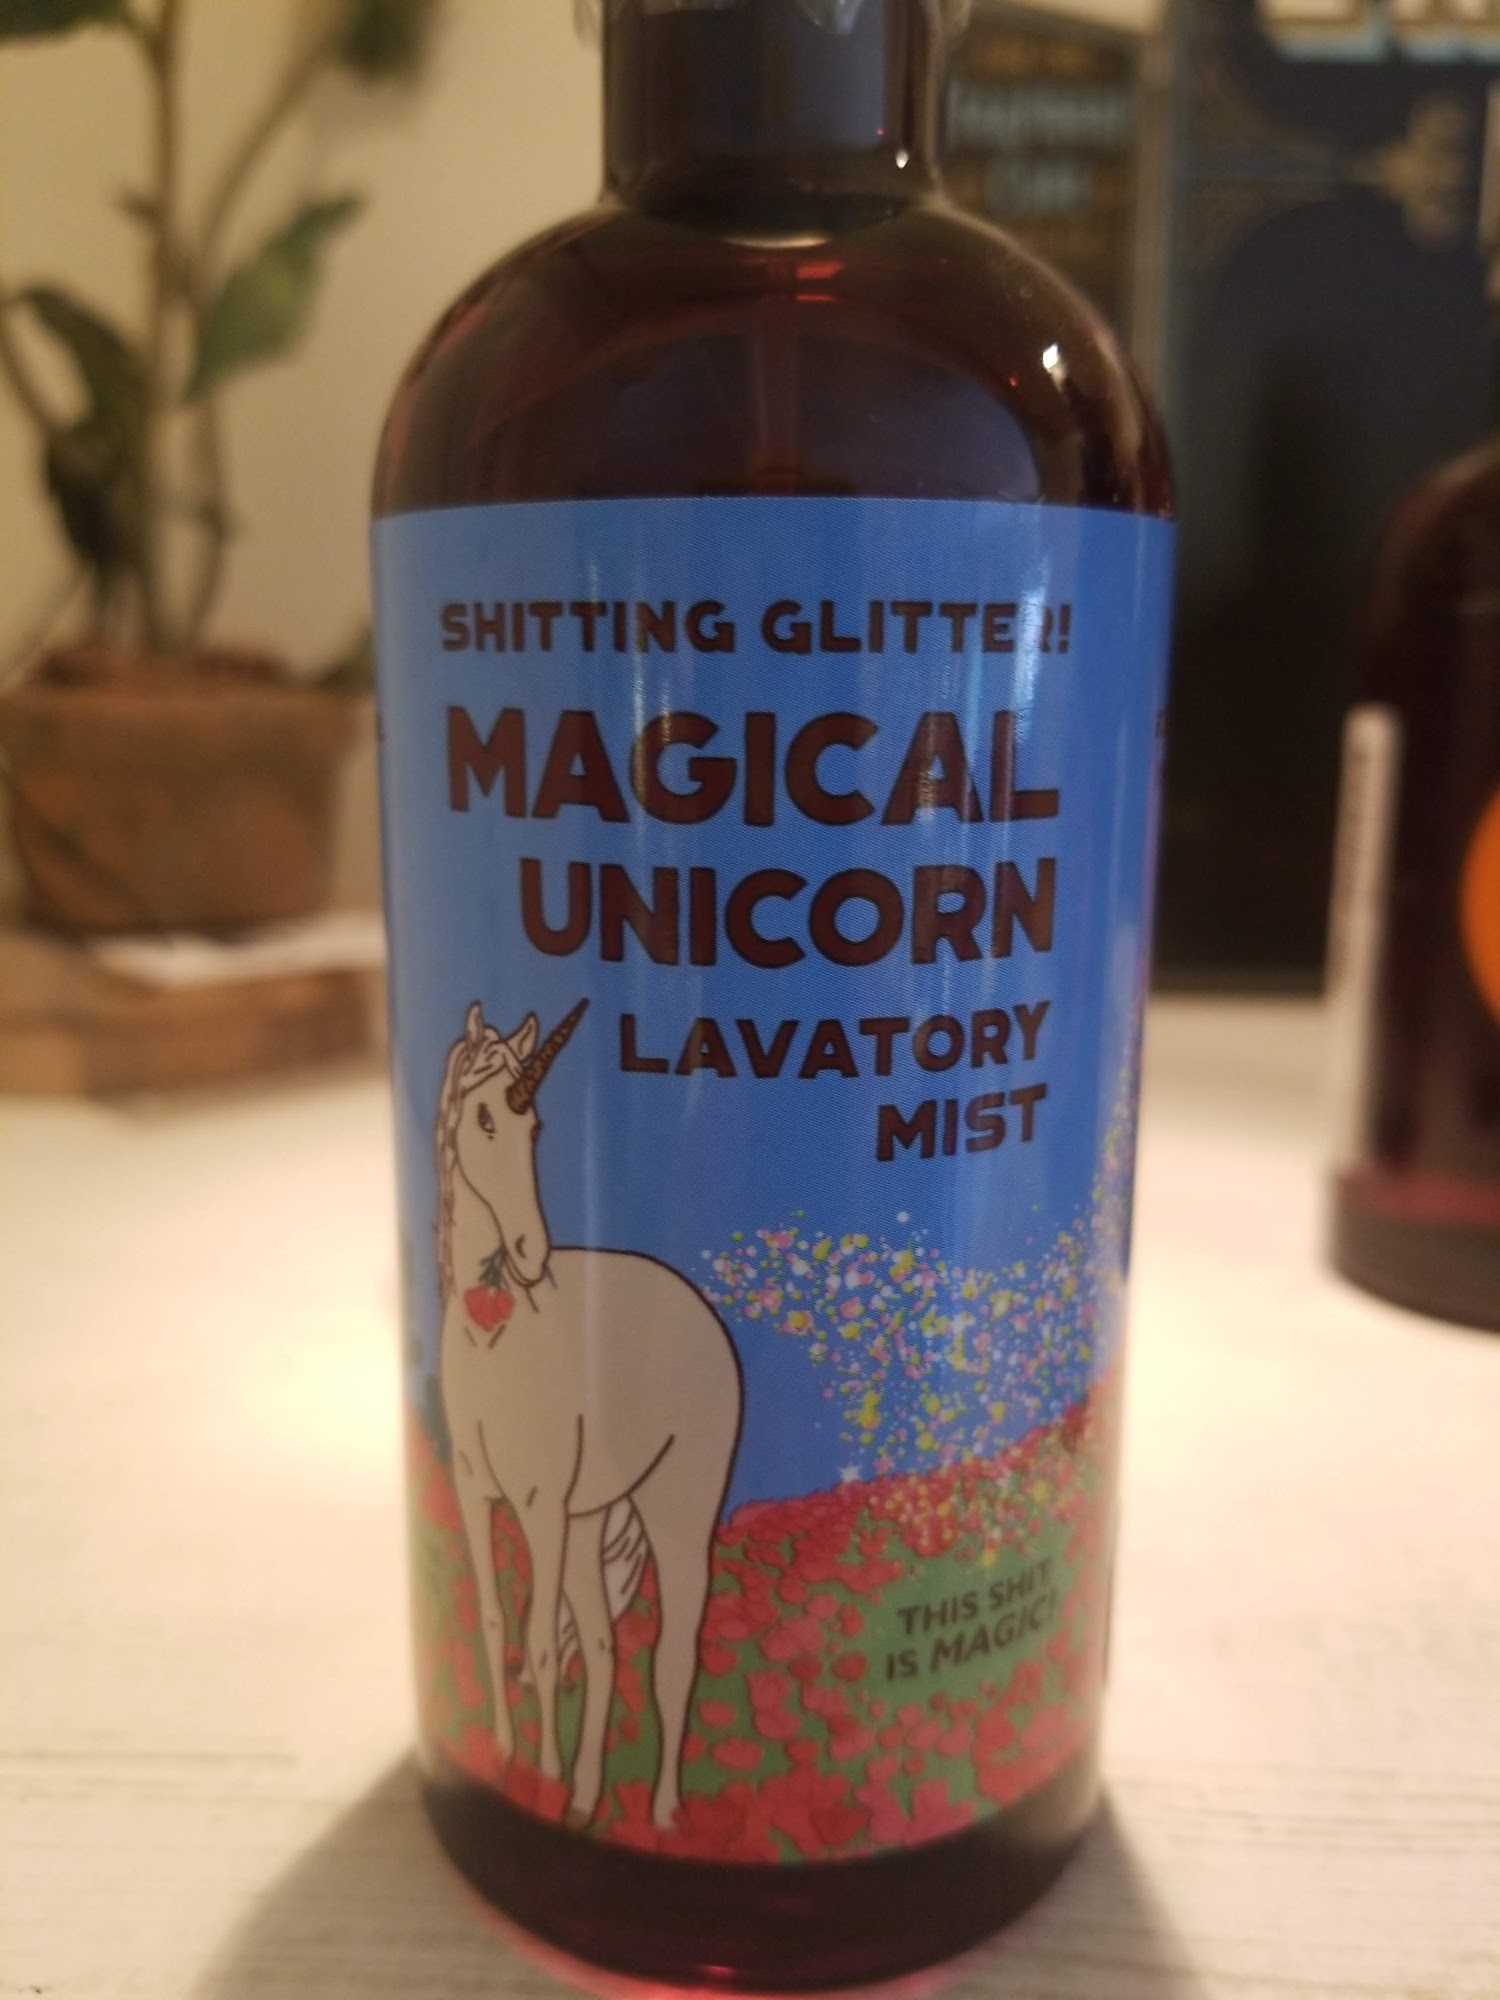 SHITTING GLITTER!
MAGICAL
UNICORN
LAVATORY
MIST
THIS SHIT
IS MAGIC!